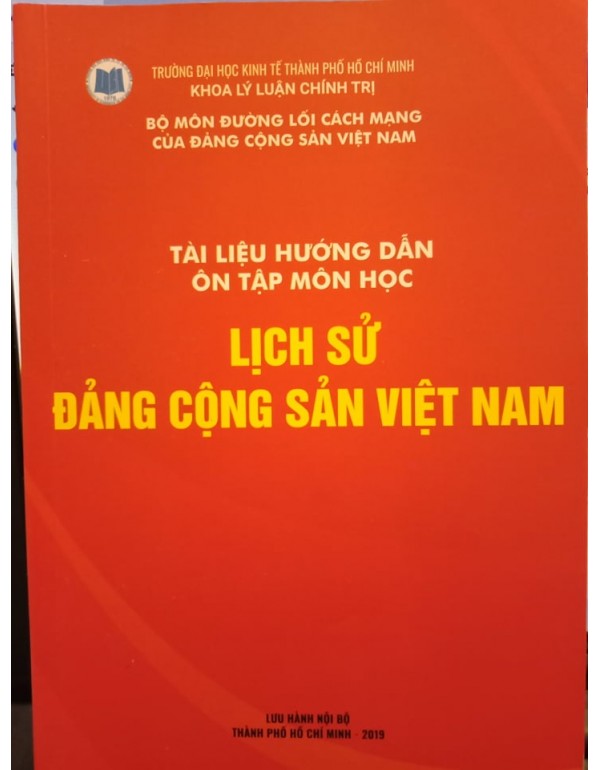 TRƯỜNG ĐẠI HỌC KINH TẾ THÀNH PHỐ HỒ CHÍ MINH
KHOA LÝ LUẬN CHÍNH TRỊ
BỘ MÔN ĐƯỜNG LỐI CÁCH MẠNG
CỦA ĐẢNG CỘNG SẢN VIỆT NAM
TÀI LIỆU HƯỚNG DẪN
ÔN TẬP MÔN HỌC
LỊCH SỬ
ĐẢNG CỘNG SẢN VIỆT NAM
LƯU HÀNH NỘI BỘ
THÀNH PHỐ HỒ CHÍ MINH - 2019